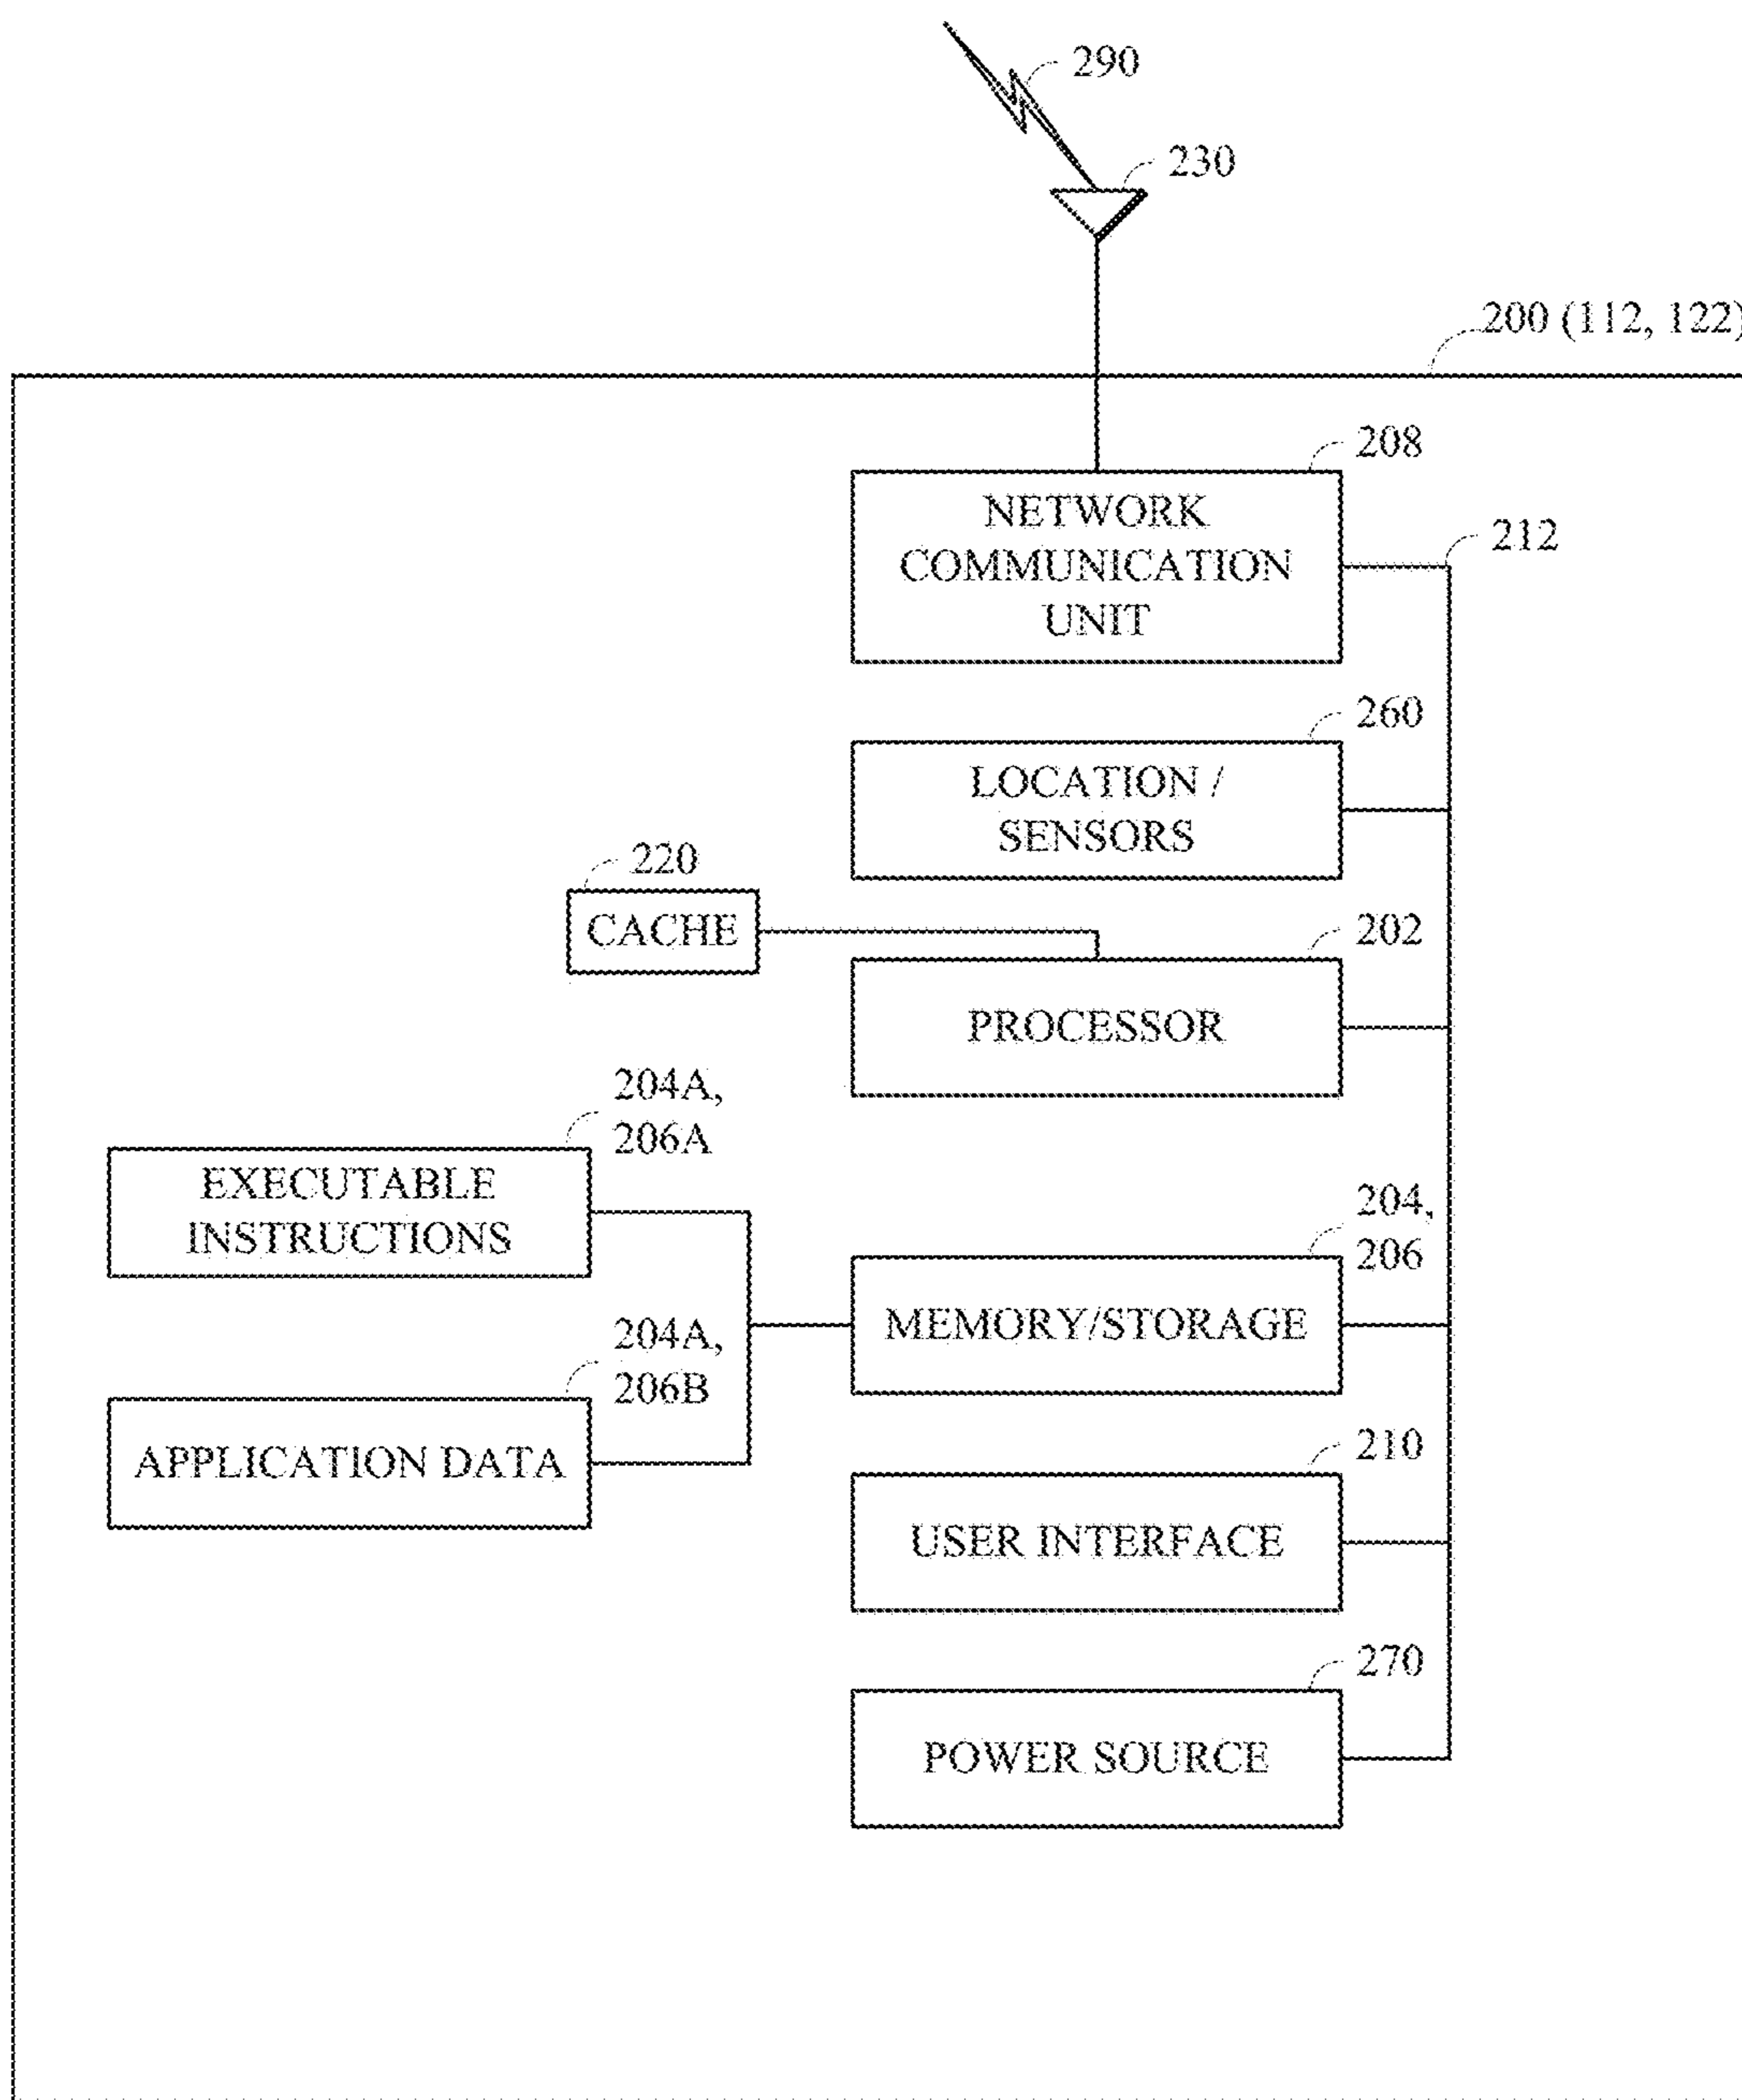 290
230
200 (112, 122)
208
NETWORK
COMMUNICATION
UNIT
212
260
LOCATION /
SENSORS
220
CACHE
202
PROCESSOR
204A,
206A
EXECUTABLE
INSTRUCTIONS
204,
206
MEMORY/STORAGE
204A,
206B
APPLICATION DATA
210
USER INTERFACE
270
POWER SOURCE